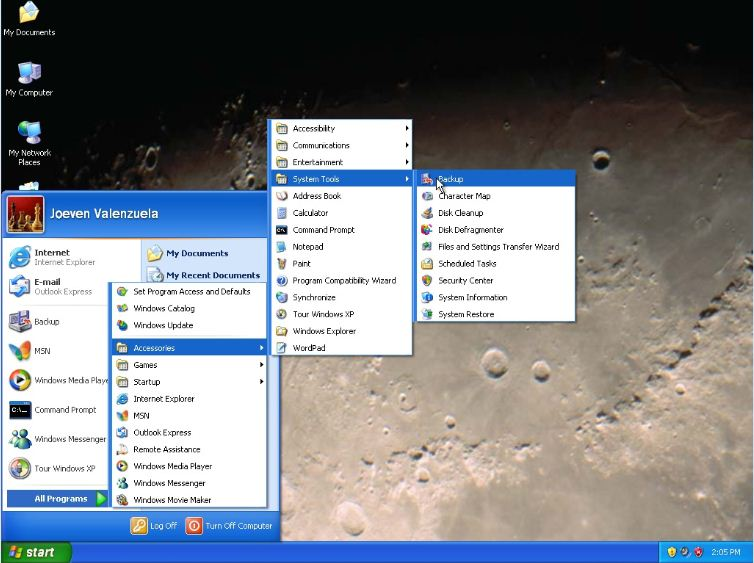 My Documents
My Computer
My Network
Places
Joeven Valenzuela
Internet
Internet Explorer
E-mail
Outlook Express
Backup
MSN
Windows Media Playe
Command Prompt
Windows Messenger
Tour Windows XP
All Programs
My Documents
My Recent Documents
Set Program Access and Defaults
Windows Catalog
Windows Update
Accessories
Games
Startup
Internet Explorer
MSN
Outlook Express
Remote Assistance
Windows Media Player
Windows Messenger
Windows Movie Maker
Accessibility
Communications
Entertainment
System Tools
Address Book
Calculator
Command Prompt
Notepad
Paint
Program Compatibility Wizard
Synchronize
Tour Windows XP
Windows Explorer
WordPad
Backup
Character Map
Disk Cleanup
Disk Defragmenter
Files and Settings Transfer Wizard
Scheduled Tasks
Security Center
System Information
System Restore
Log Off
Turn Off Computer
start
2:05 PM